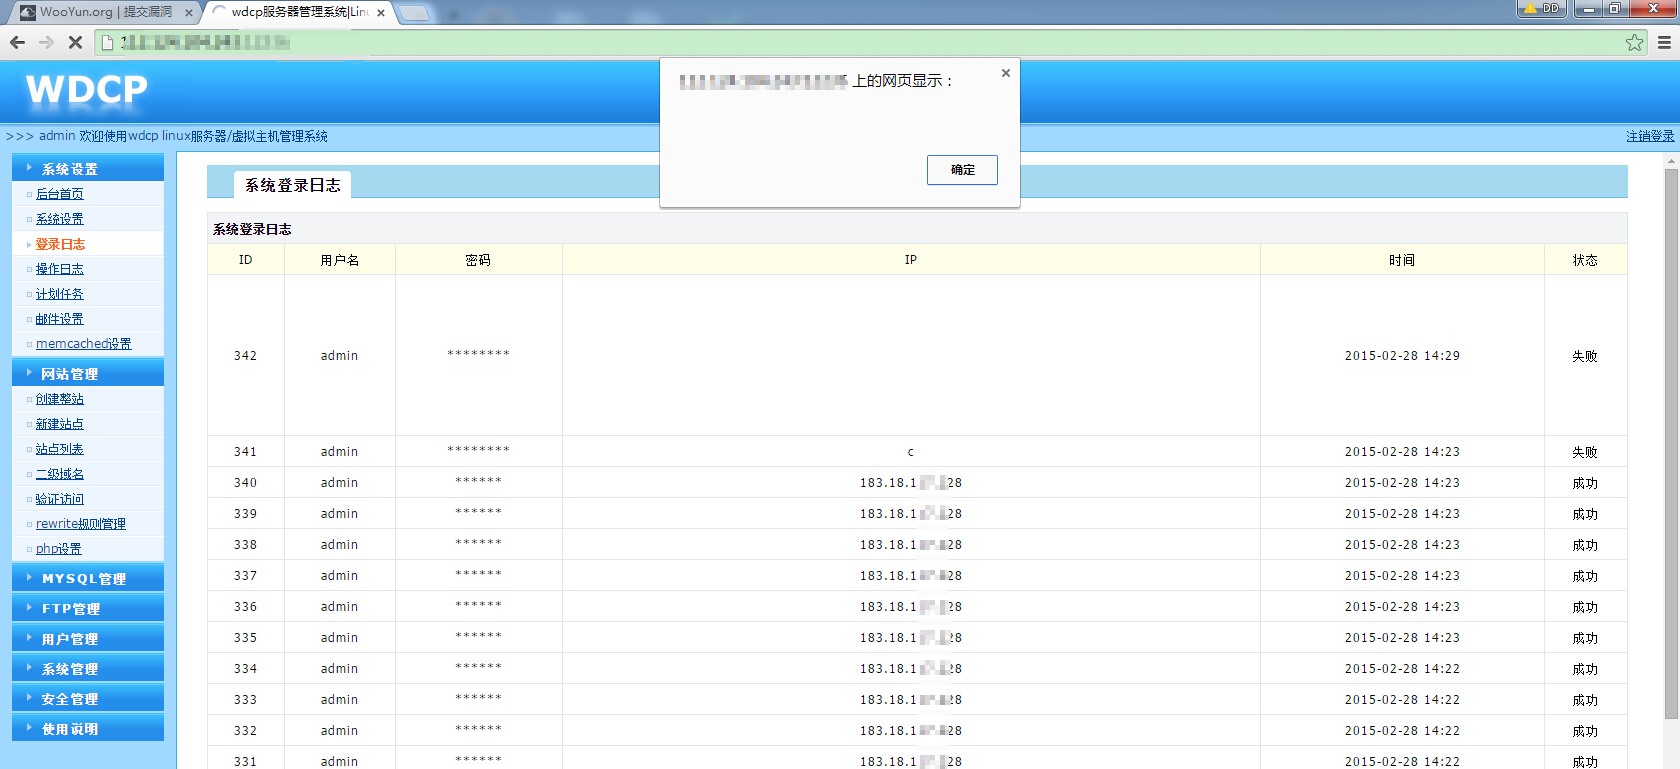 WooYun.org | 提交漏洞
wdcp服务器管理系统|Lin
DD
上的网页显示：
确定
WDCP
>>> admin 欢迎使用wdcp linux服务器/虚拟主机管理系统
注销登录
系统设置
后台首页
系统设置
登录日志
操作日志
计划任务
邮件设置
memcached设置
网站管理
创建整站
新建站点
站点列表
二级域名
验证访问
rewrite规则管理
php设置
MYSQL管理
FTP管理
用户管理
系统管理
安全管理
使用说明
系统登录日志
系统登录日志
ID 用户名 密码 IP 时间 状态
342 admin ******** 2015-02-28 14:29 失败
341 admin ******** c 2015-02-28 14:23 失败
340 admin ****** 183.18.1 28 2015-02-28 14:23 成功
339 admin ****** 183.18.1 28 2015-02-28 14:23 成功
338 admin ****** 183.18.1 28 2015-02-28 14:23 成功
337 admin ****** 183.18.1 28 2015-02-28 14:23 成功
336 admin ****** 183.18.1 28 2015-02-28 14:23 成功
335 admin ****** 183.18.1 28 2015-02-28 14:23 成功
334 admin ****** 183.18.1 28 2015-02-28 14:22 成功
333 admin ****** 183.18.1 28 2015-02-28 14:22 成功
332 admin ****** 183.18.1 28 2015-02-28 14:22 成功
331 admin ****** 183.18.1 28 2015-02-28 14:22 成功